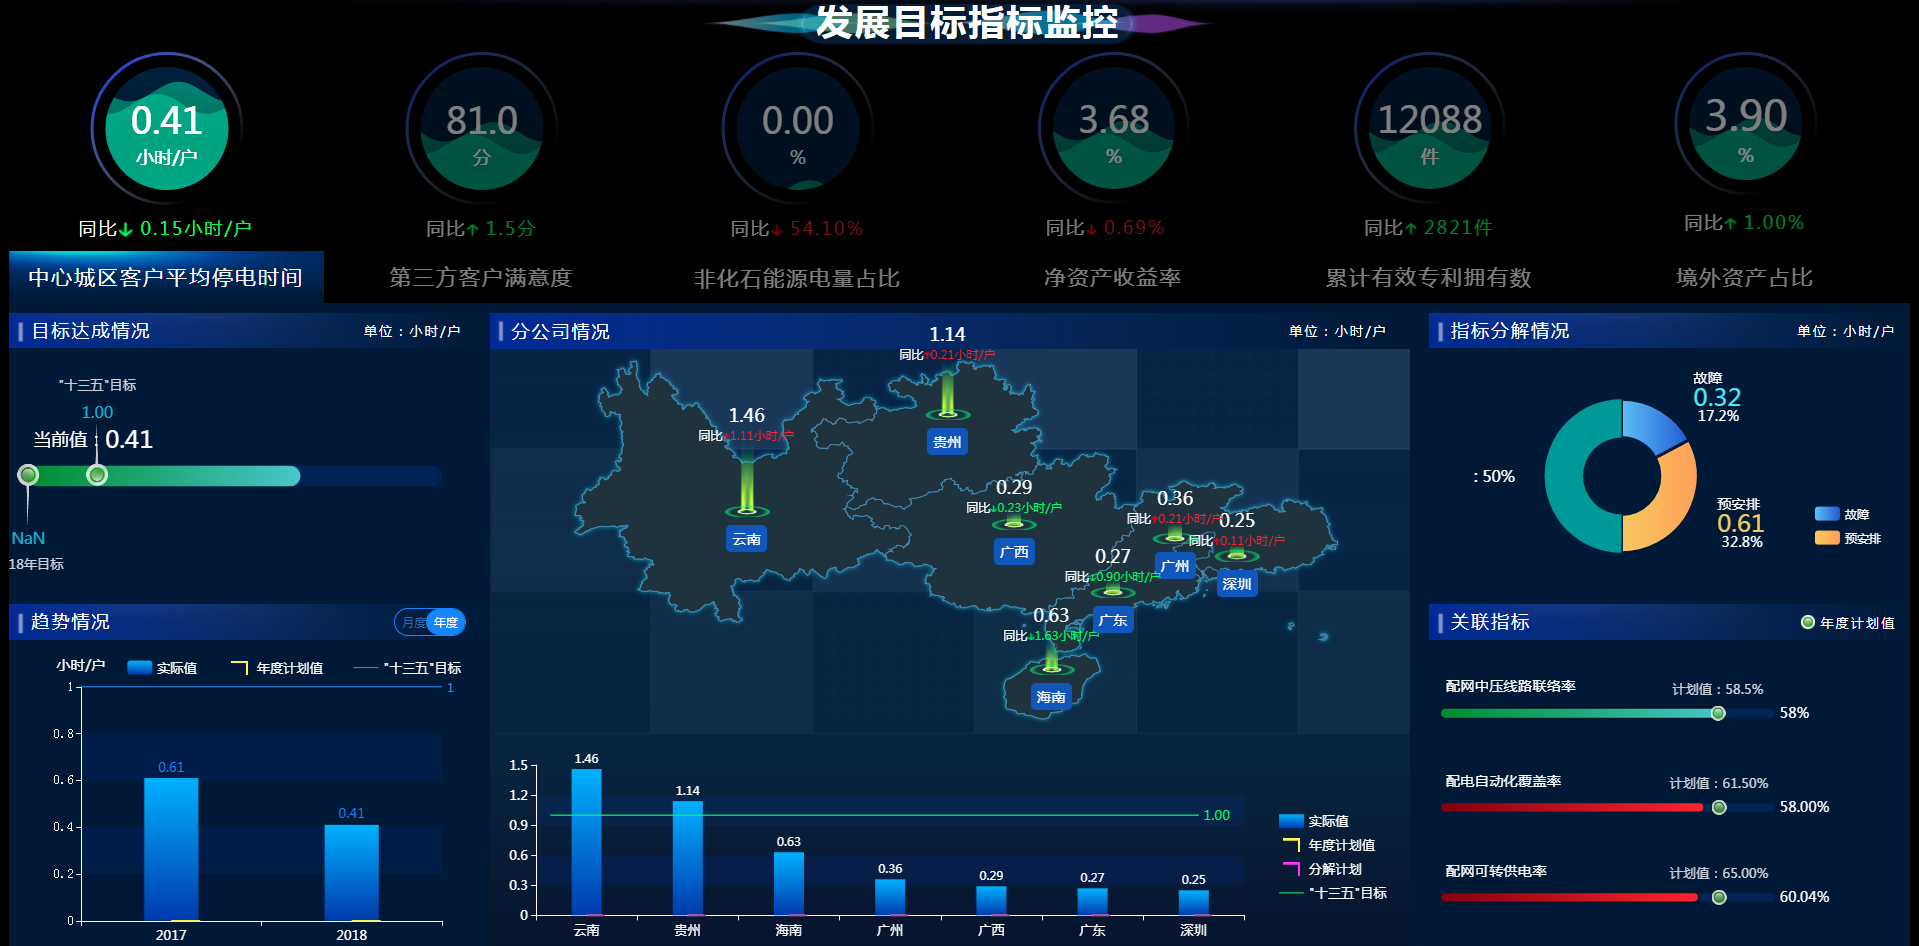 发展目标指标监控
0.41
小时/户
同比↓ 0.15小时/户
中心城区客户平均停电时间
81.0
分
同比↑ 1.5分
第三方客户满意度
0.00
%
同比↓ 54.10%
非化石能源电量占比
3.68
%
同比↓ 0.69%
净资产收益率
12088
件
同比↑ 2821件
累计有效专利拥有数
3.90
%
同比↑ 1.00%
境外资产占比
目标达成情况
单位：小时/户
"十三五"目标
1.00
当前值：0.41
NaN
18年目标
趋势情况
月度 年度
小时/户
实际值 年度计划值 "十三五"目标
1
1
0.8
0.6
0.4
0.2
0
0.61
0.41
2017 2018
分公司情况
单位：小时/户
1.14
同比↑0.21小时/户
贵州
1.46
同比↑1.11小时/户
云南
0.29
同比↓0.23小时/户
广西
0.36
同比↑0.21小时/户
广州
0.25
同比↑0.11小时/户
深圳
0.27
同比↓0.90小时/户
广东
0.63
同比↓1.63小时/户
海南
1.5
1.2
0.9
0.6
0.3
0
1.46
1.14
0.63
0.36
0.29
0.27
0.25
1.00
云南 贵州 海南 广州 广西 广东 深圳
实际值
年度计划值
分解计划
"十三五"目标
指标分解情况
单位：小时/户
故障
0.32
17.2%
: 50%
预安排
0.61
32.8%
故障
预安排
关联指标
年度计划值
配网中压线路联络率
计划值：58.5%
58%
配电自动化覆盖率
计划值：61.50%
58.00%
配网可转供电率
计划值：65.00%
60.04%